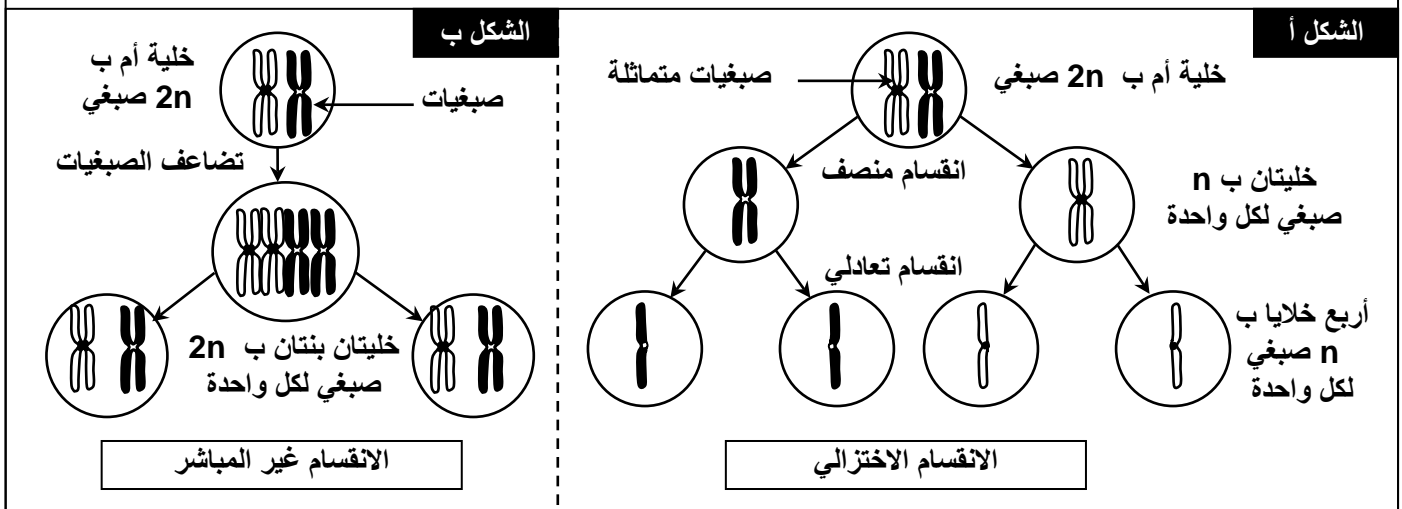 الشكل أ
خلية أم ب 2n صبغي
صبغيات متماثلة
انقسام منصف
خليتان ب n
صبغي لكل واحدة
انقسام تعادلي
أربع خلايا ب
n صبغي
لكل واحدة
الانقسام الاختزالي
الشكل ب
خلية أم ب
2n صبغي
صبغيات
تضاعف الصبغيات
خليتان بنتان ب 2n
صبغي لكل واحدة
الانقسام غير المباشر